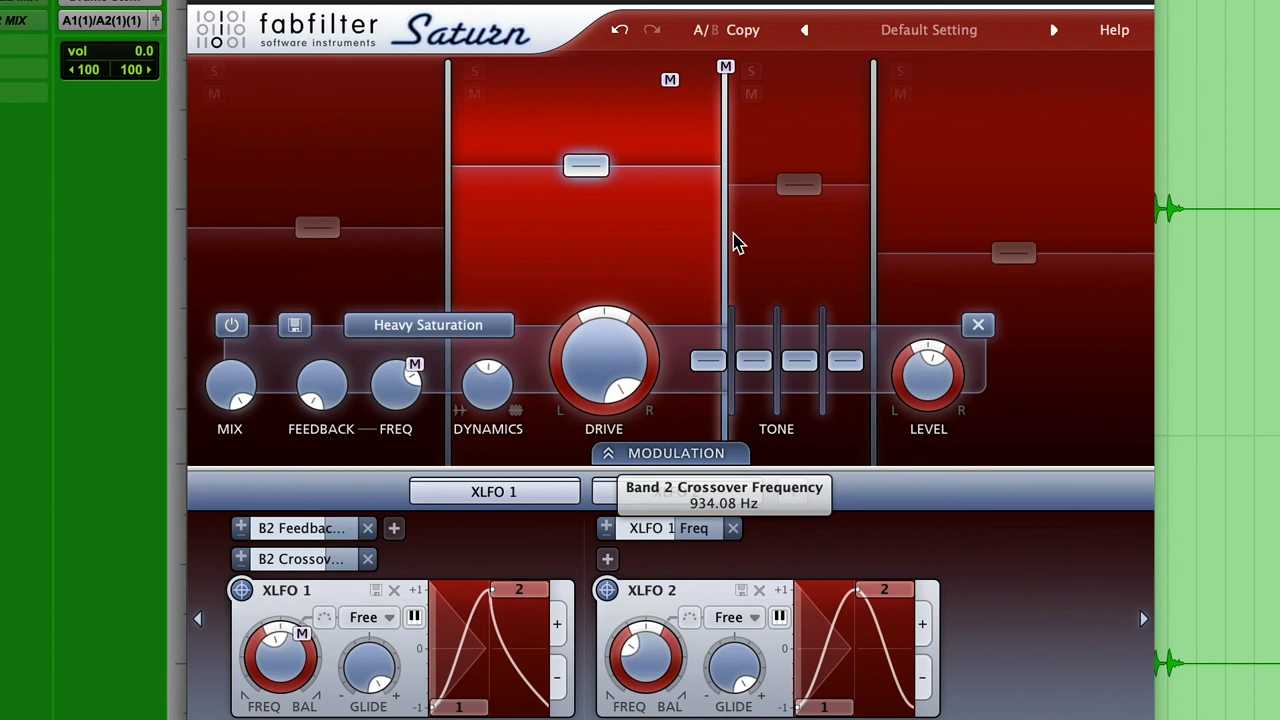 MIX
A1(1)/A2(1)(1)
vol 0.0
100 100
fabfilter
software instruments
Saturn
A/B Copy
Default Setting
Help
M
M
S S S S
M M M M
Heavy Saturation
M
MIX
FEEDBACK
FREQ
DYNAMICS
L R
DRIVE
TONE
L R
LEVEL
MODULATION
XLFO 1
Band 2 Crossover Frequency
934.08 Hz
B2 Feedbac...
XLFO 1 Freq
B2 Crossov...
XLFO 1
+1
2
XLFO 2
+1
2
Free
+
Free
+
M
0
0
- +
-
- +
-
FREQ BAL
GLIDE
-1
1
FREQ BAL
GLIDE
-1
1